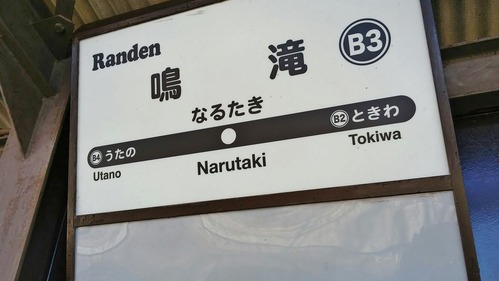 Randen
B3
鳴 滝
なるたき
B4 うたの
B2 ときわ
Utano
Narutaki
Tokiwa